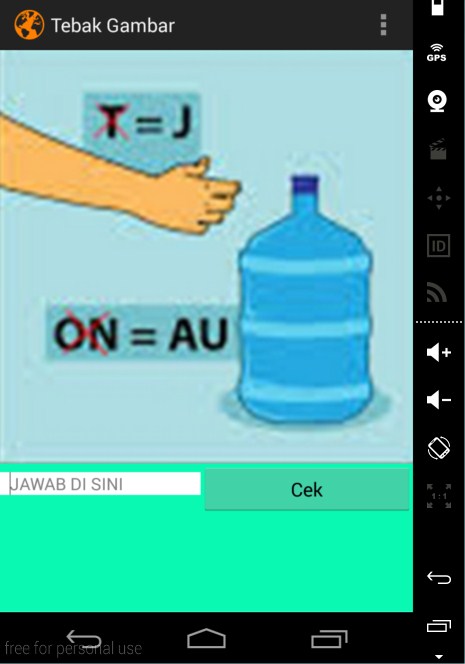 Tebak Gambar
GPS
T = J
ID
ON = AU
JAWAB DI SINI
Cek
1:1
free for personal use